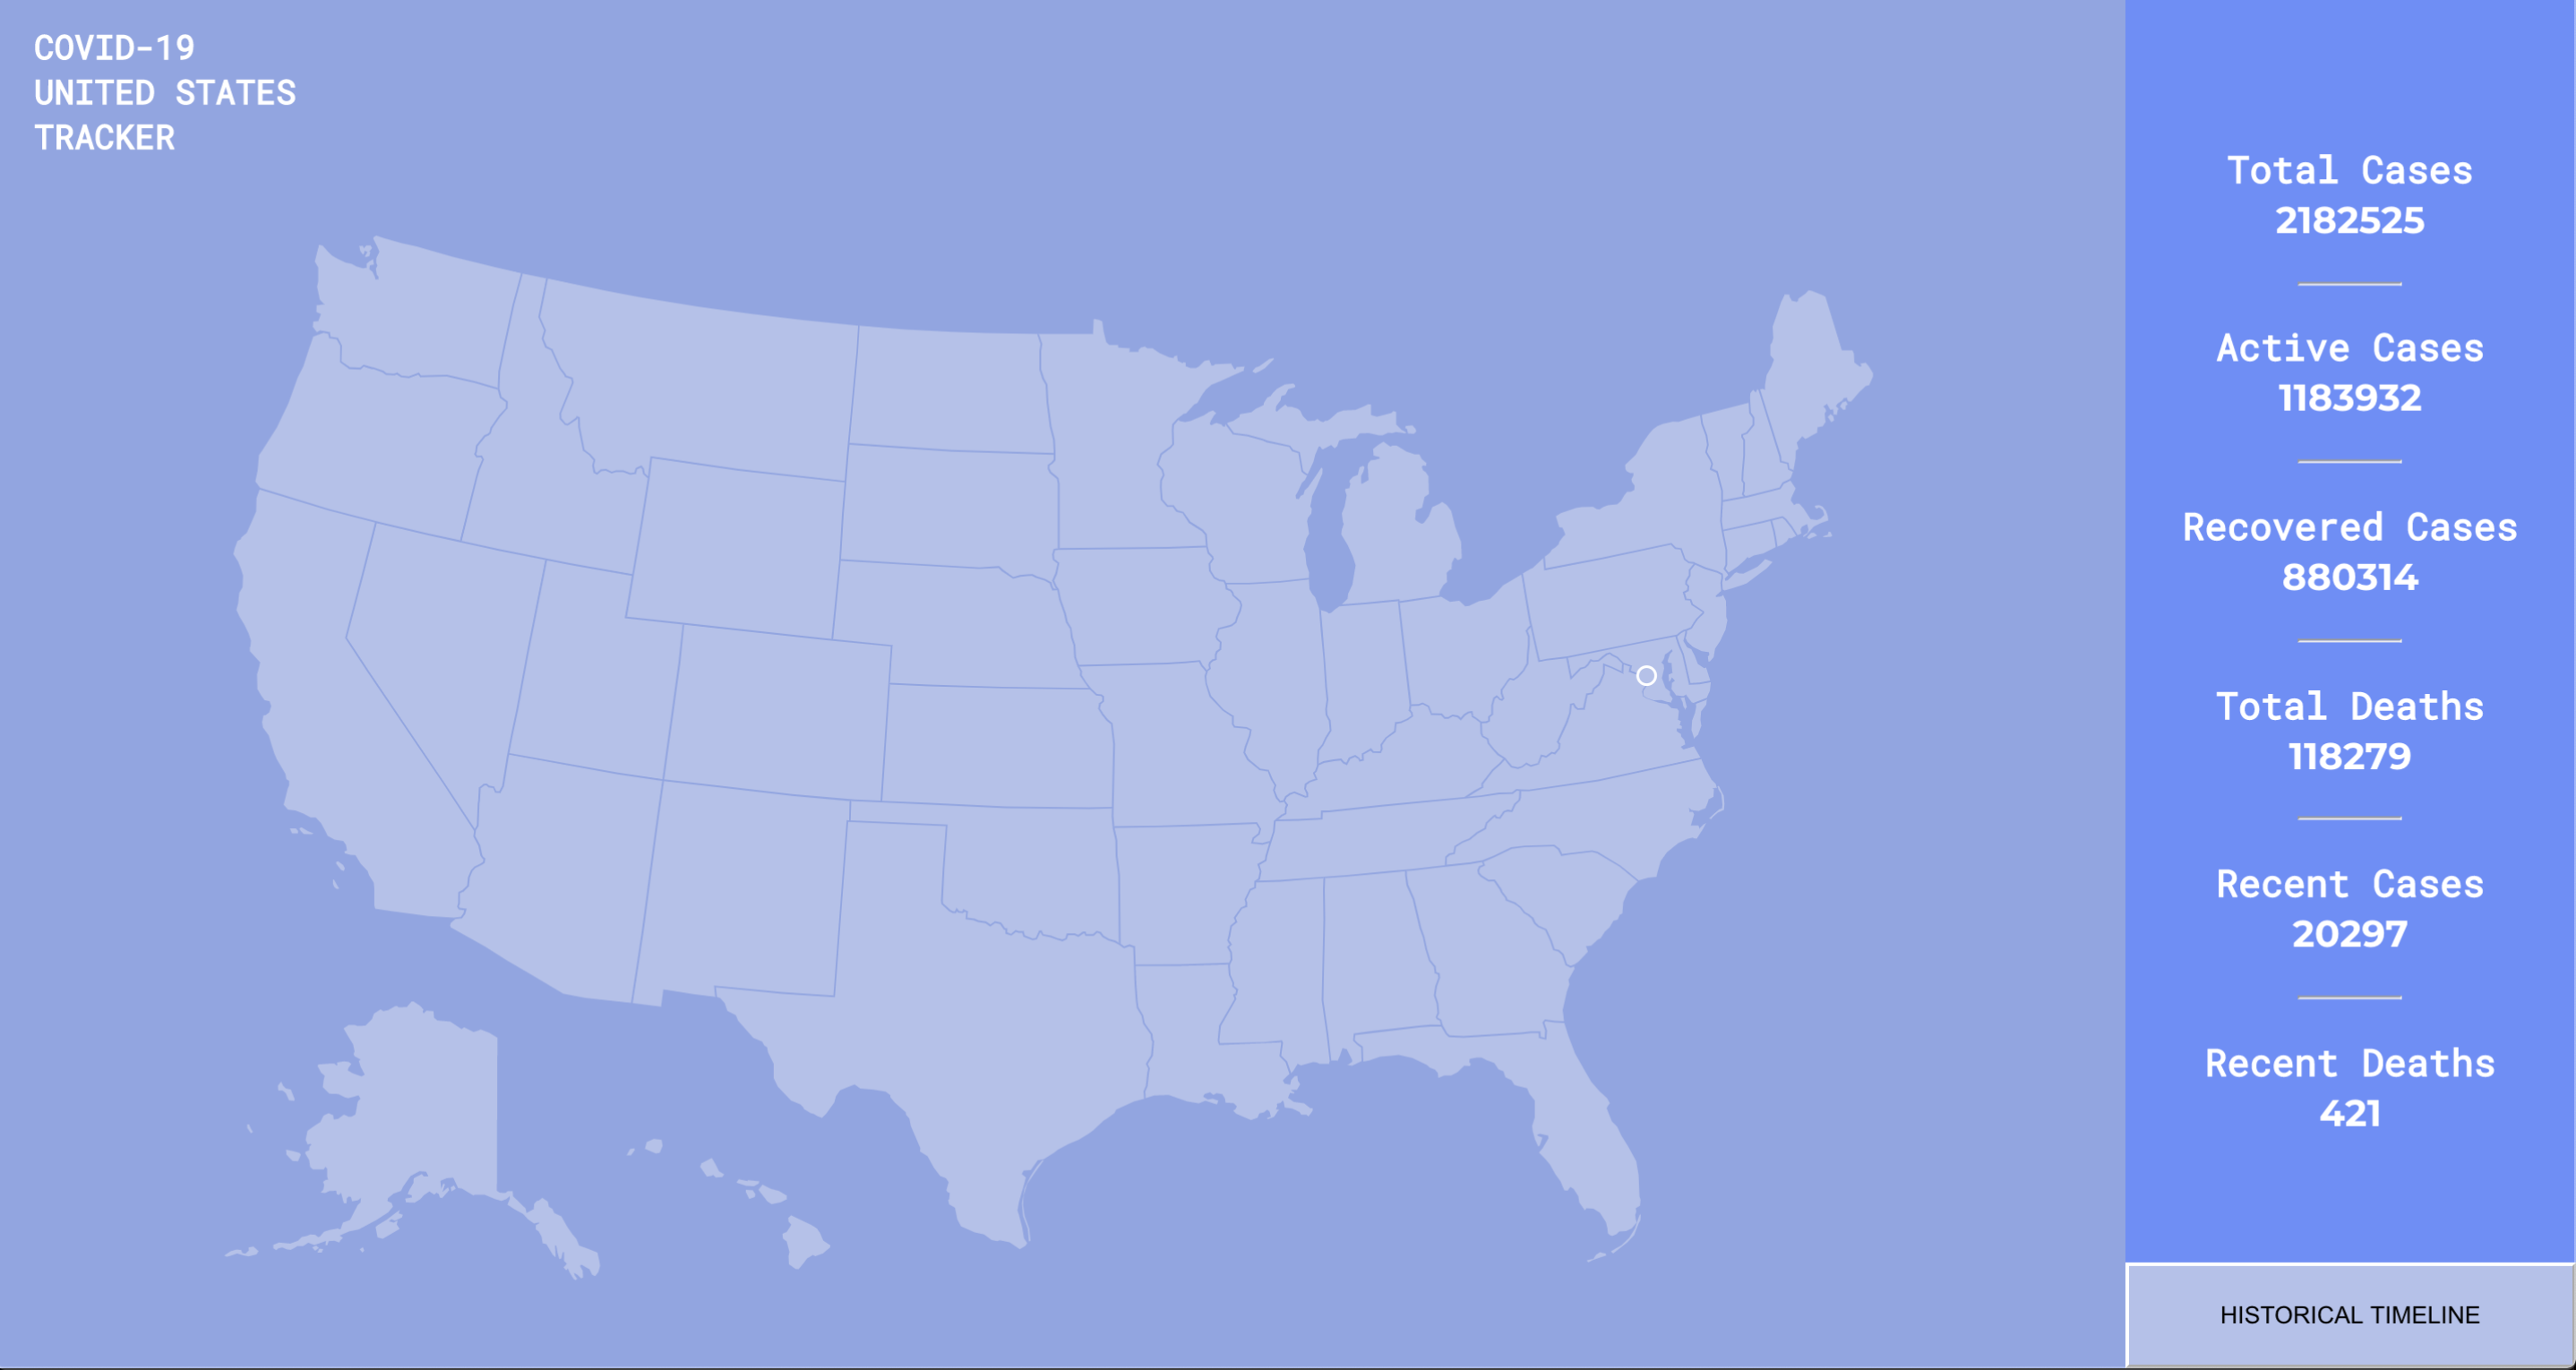 COVID-19
UNITED STATES
TRACKER
Total Cases
2182525
Active Cases
1183932
Recovered Cases
880314
Total Deaths
118279
Recent Cases
20297
Recent Deaths
421
HISTORICAL TIMELINE